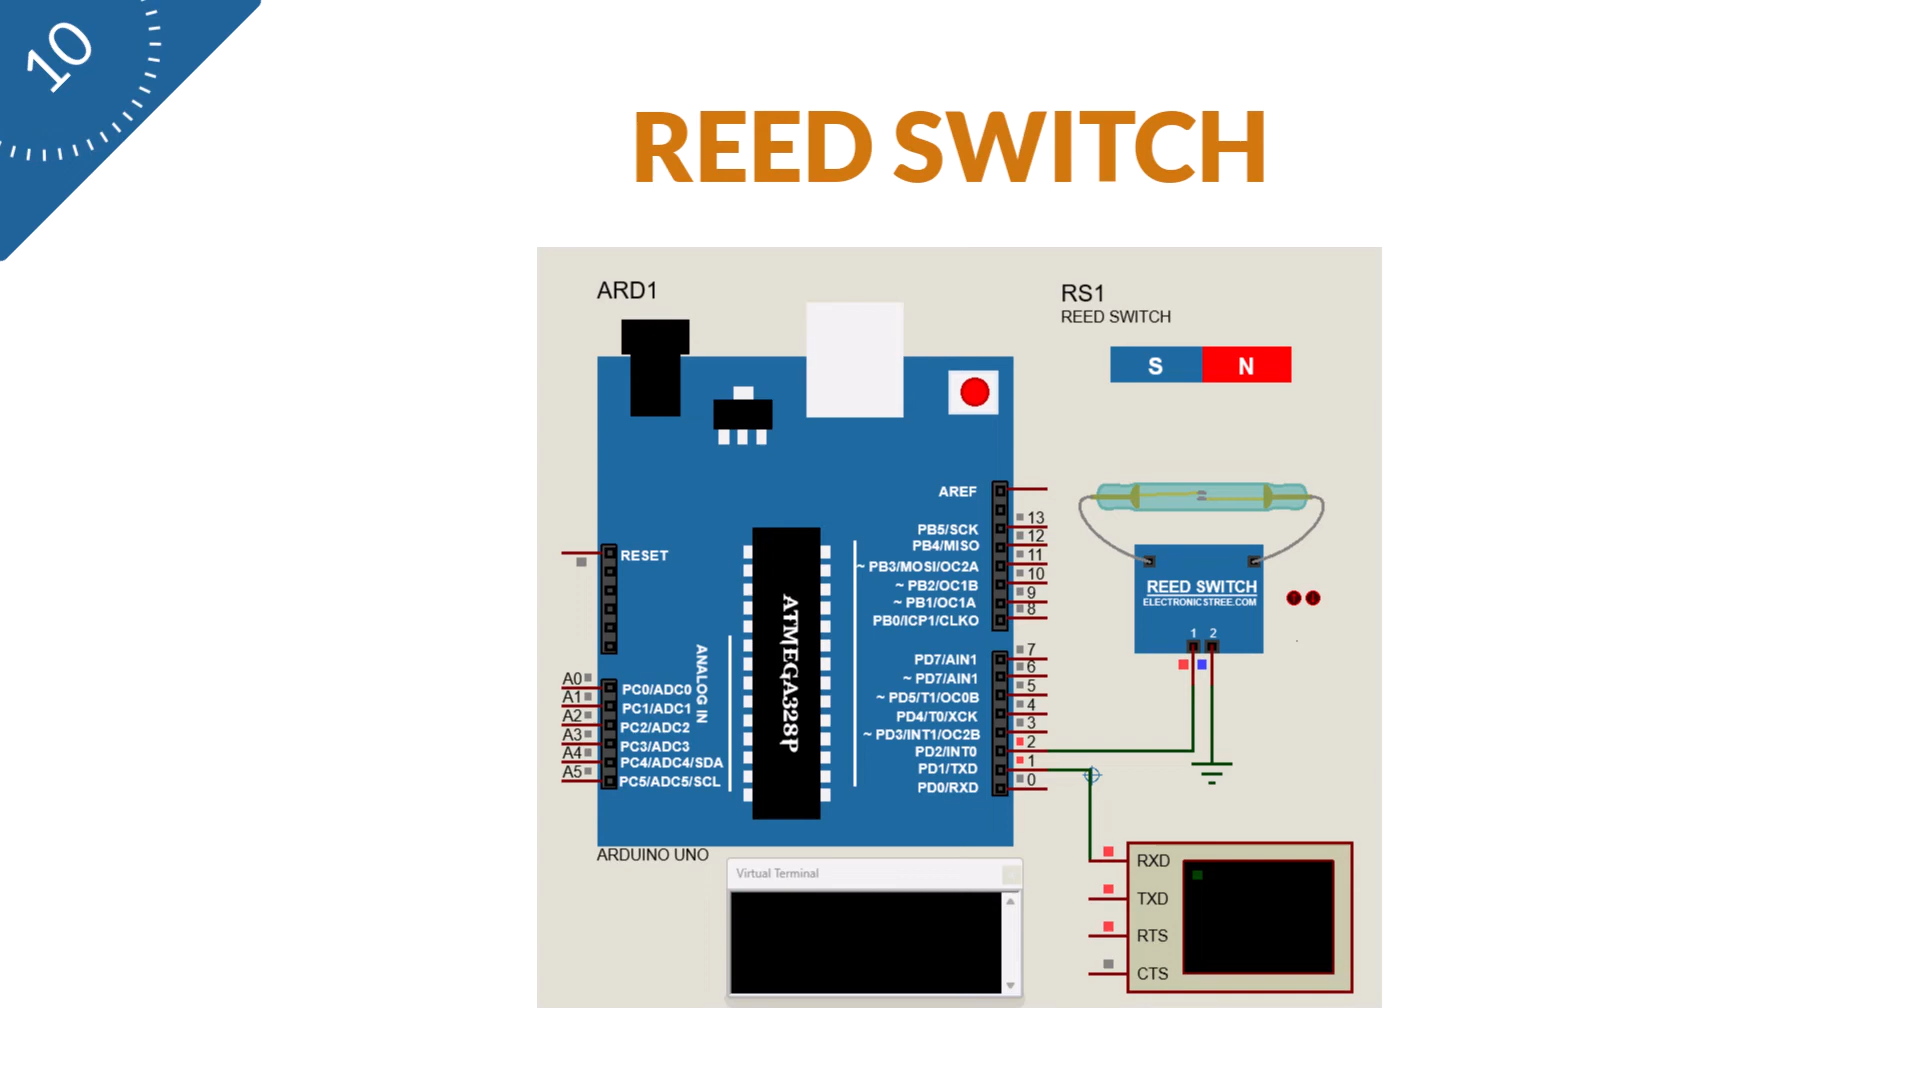 10
REED SWITCH
ARD1
RS1
REED SWITCH
S N
AREF
13
PB5/SCK
12
PB4/MISO
11
~ PB3/MOSI/OC2A
10
~ PB2/OC1B
9
~ PB1/OC1A
8
PB0/ICP1/CLKO
RESET
REED SWITCH
ELECTRONICSTREE.COM
1 2
ATMEGA328P
ANALOG IN
7
PD7/AIN1
6
~ PD7/AIN1
5
~ PD5/T1/OC0B
4
PD4/T0/XCK
3
~ PD3/INT1/OC2B
2
PD2/INT0
1
PD1/TXD
0
PD0/RXD
A0
PC0/ADC0
A1
PC1/ADC1
A2
PC2/ADC2
A3
PC3/ADC3
A4
PC4/ADC4/SDA
A5
PC5/ADC5/SCL
ARDUINO UNO
Virtual Terminal
RXD
TXD
RTS
CTS